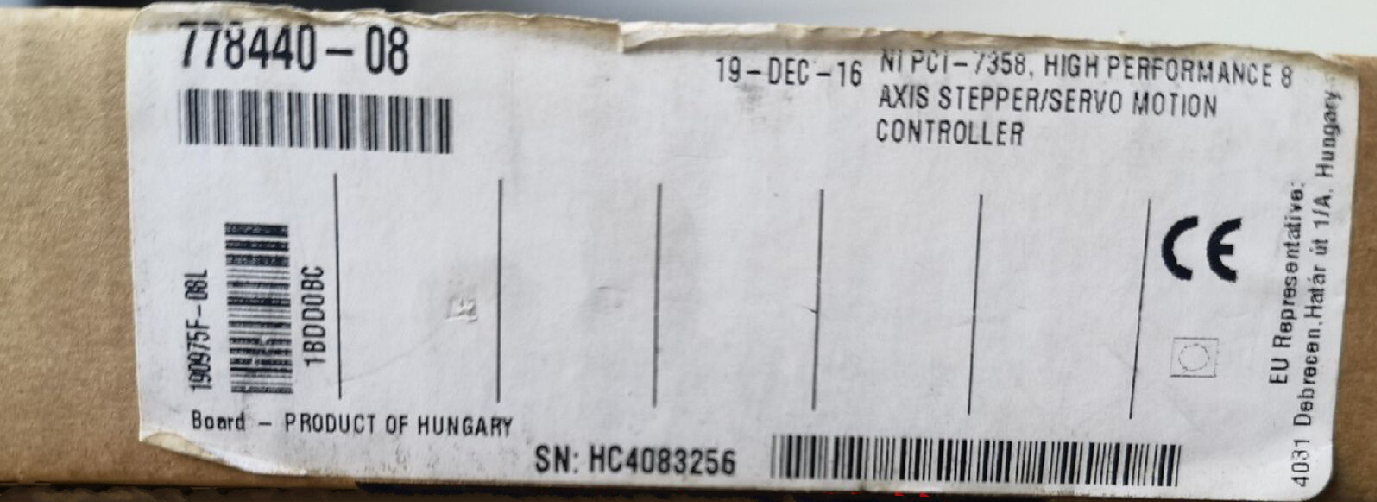 778440-08
19-DEC-16
NI PCI-7358, HIGH PERFORMANCE 8
AXIS STEPPER/SERVO MOTION
CONTROLLER
190975F-08L
1BDD0BC
CE
EU Representative:
4031 Debrecen,Határ út 1/A, Hungary
Board - PRODUCT OF HUNGARY
SN: HC4083256